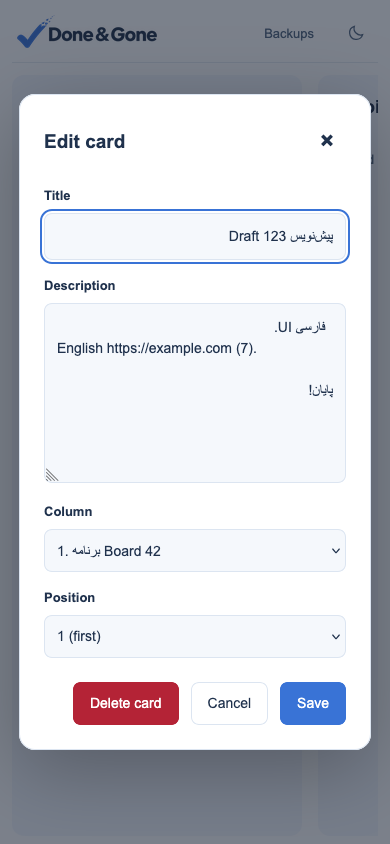 Done & Gone
Backups
Edit card
Title
پیش‌نویس Draft 123
Description
فارسی UI.
English https://example.com (7).
پایان!
Column
1. برنامه Board 42
Position
1 (first)
Delete card
Cancel
Save